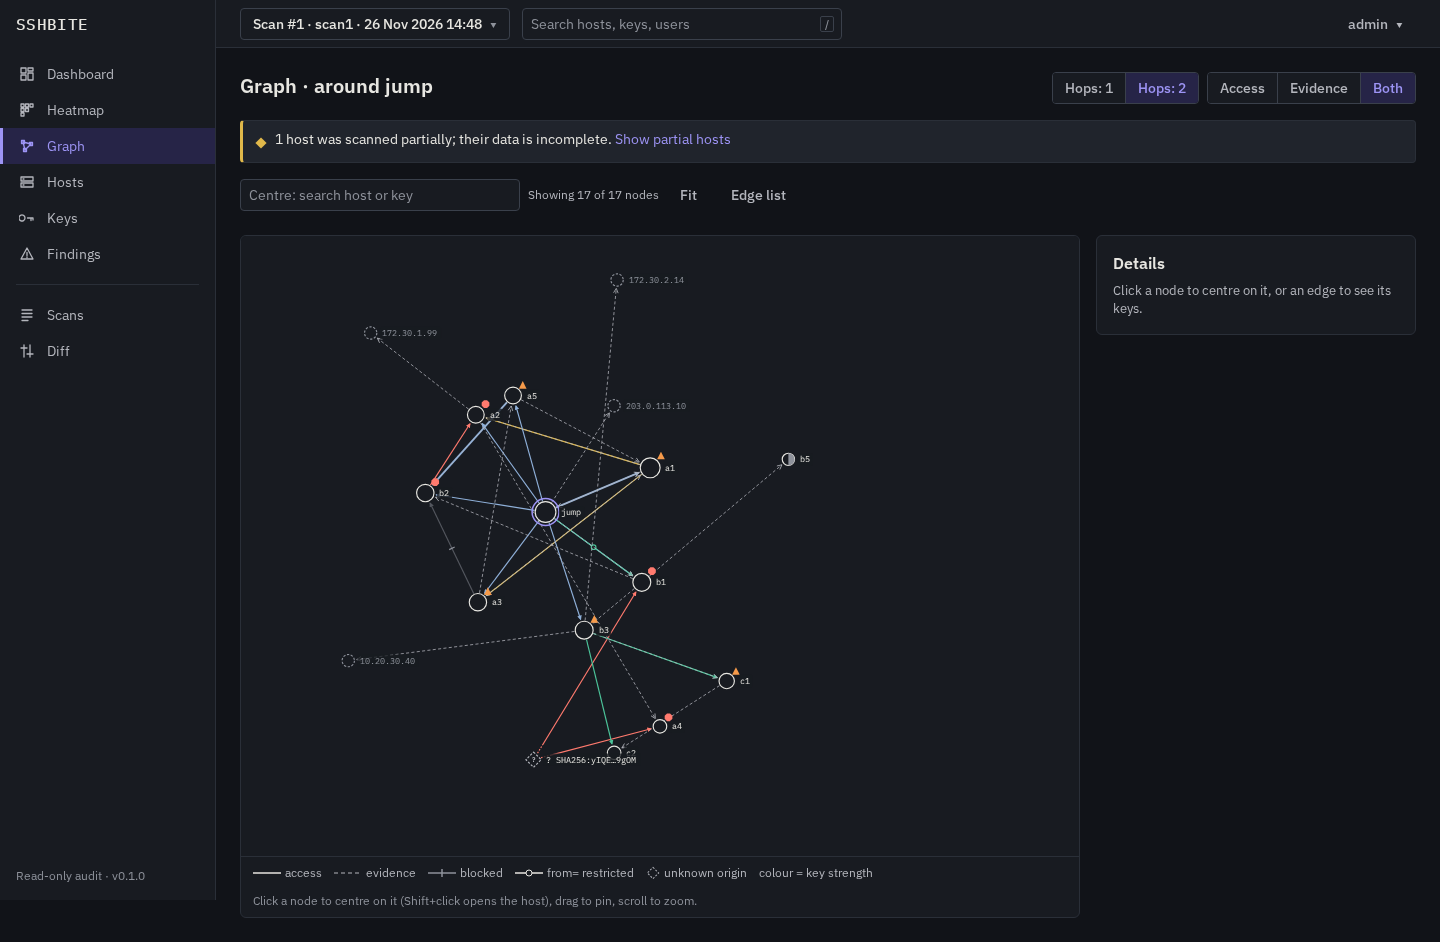 SSHBITE
Scan #1 · scan1 · 26 Nov 2026 14:48
Search hosts, keys, users
/
admin
Dashboard
Heatmap
Graph
Hosts
Keys
Findings
Scans
Diff
Read-only audit · v0.1.0
Graph · around jump
Hops: 1
Hops: 2
Access
Evidence
Both
1 host was scanned partially; their data is incomplete. Show partial hosts
Centre: search host or key
Showing 17 of 17 nodes
Fit
Edge list
172.30.2.14
172.30.1.99
a5
a2
203.0.113.10
a1
b5
b2
jump
b1
a3
b3
10.20.30.40
c1
a4
c2
? ? SHA256:yIQE…9gOM
access
evidence
blocked
from= restricted
unknown origin
colour = key strength
Click a node to centre on it (Shift+click opens the host), drag to pin, scroll to zoom.
Details
Click a node to centre on it, or an edge to see its
keys.